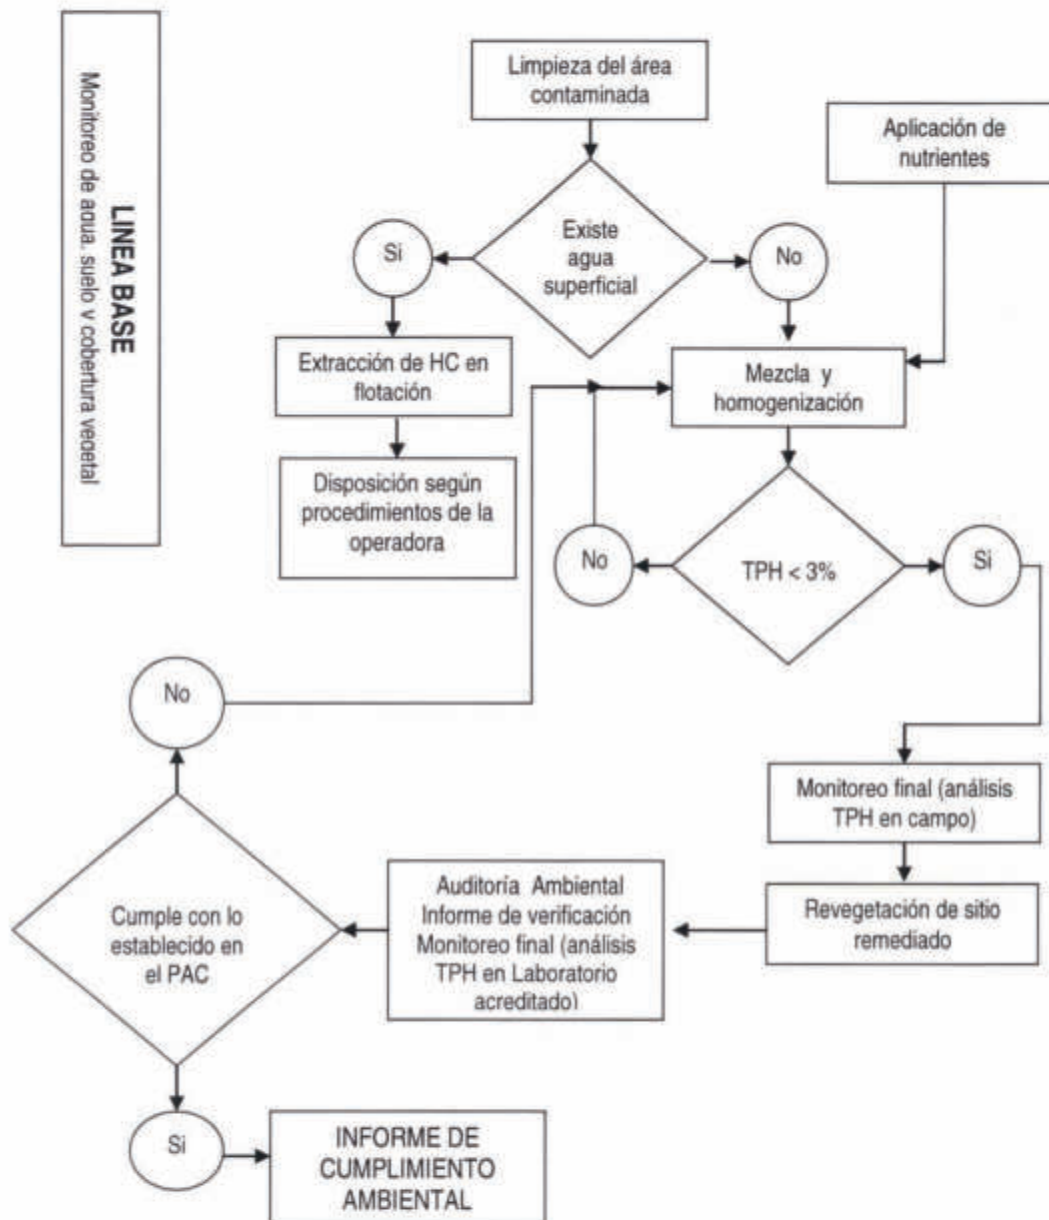 LINEA BASE
Monitoreo de agua, suelo y cobertura vegetal
Limpieza del área
contaminada
Aplicación de
nutrientes
Existe
agua
superficial
Si
No
Extracción de HC en
flotación
Mezcla y
homogenización
Disposición según
procedimientos de la
operadora
No
TPH < 3%
Si
No
Monitoreo final (análisis
TPH en campo)
Cumple con lo
establecido en
el PAC
Auditoría Ambiental
Informe de verificación
Monitoreo final (análisis
TPH en Laboratorio
acreditado)
Revegetación de sitio
remediado
Si
INFORME DE
CUMPLIMIENTO
AMBIENTAL